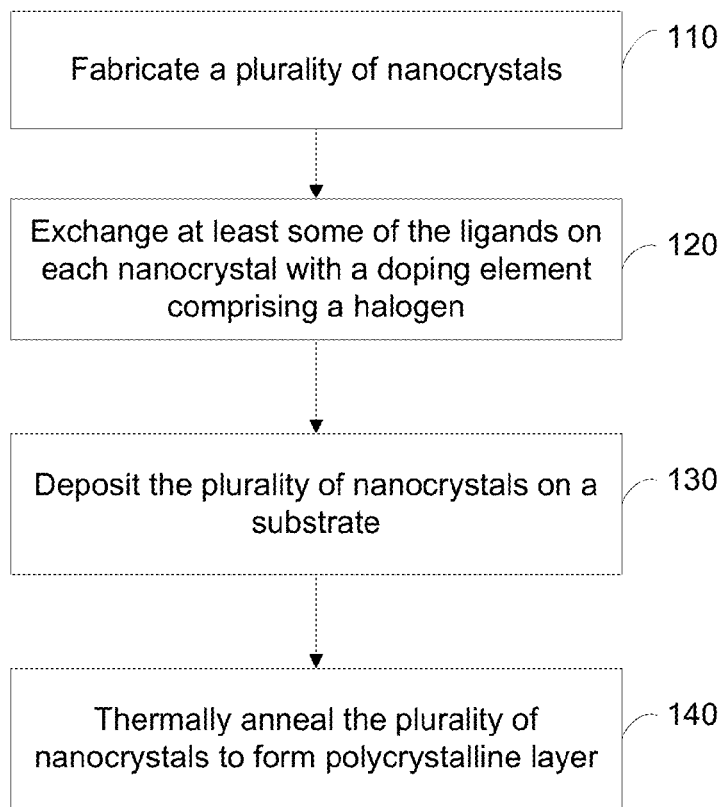 Fabricate a plurality of nanocrystals
110
Exchange at least some of the ligands on
each nanocrystal with a doping element
comprising a halogen
120
Deposit the plurality of nanocrystals on a
substrate
130
Thermally anneal the plurality of
nanocrystals to form polycrystalline layer
140